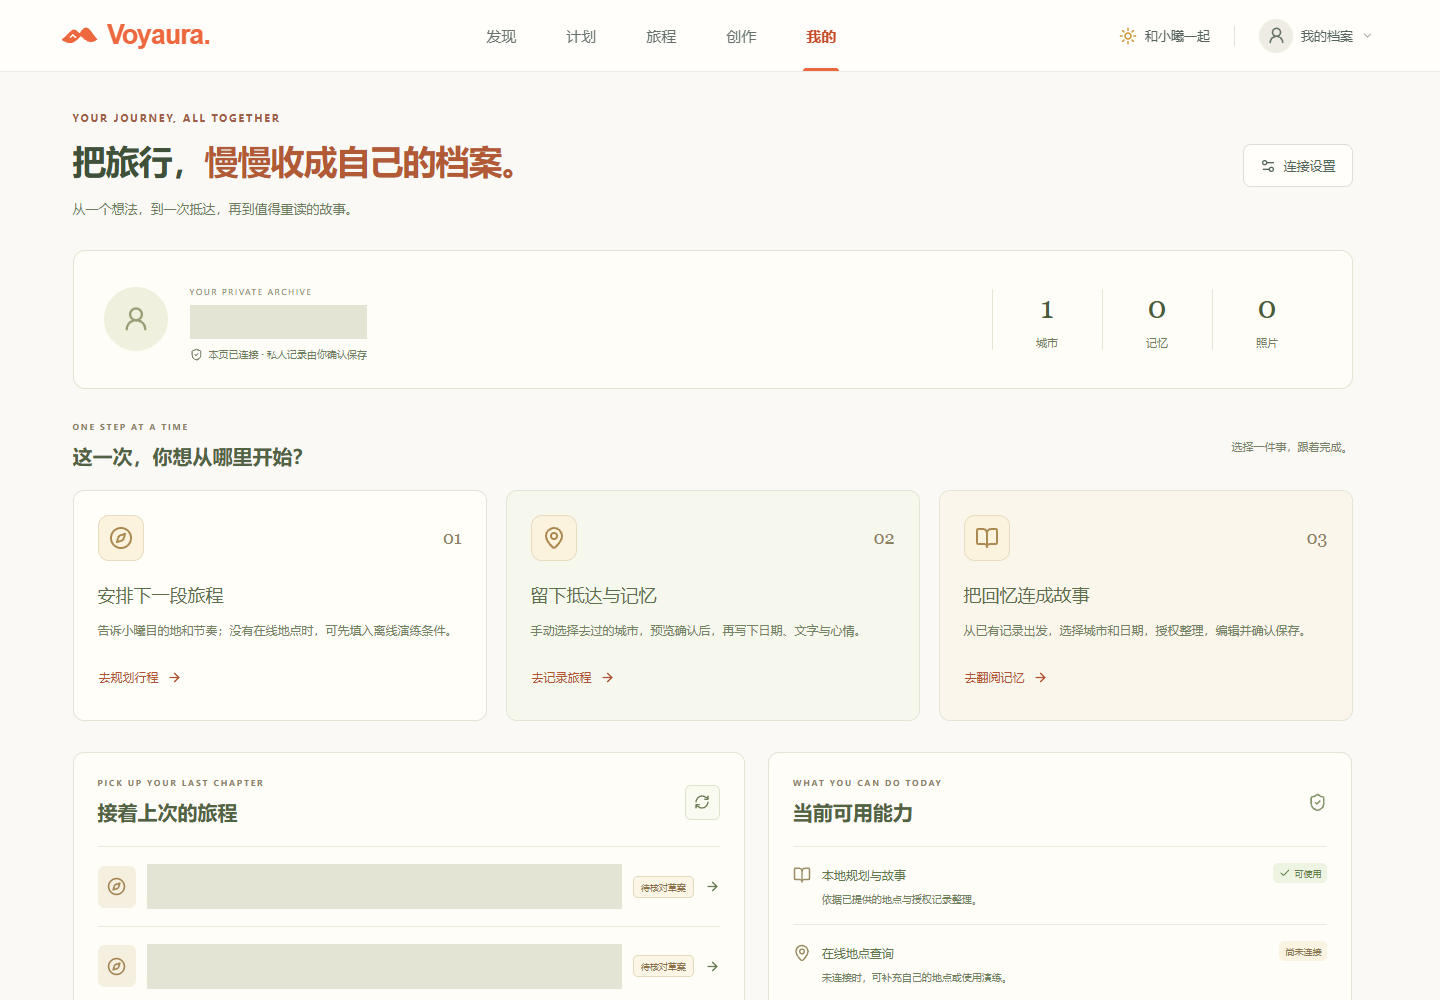 Voyaura.
发现
计划
旅程
创作
我的
和小曦一起
我的档案
YOUR JOURNEY, ALL TOGETHER
把旅行，慢慢收成自己的档案。
连接设置
从一个想法，到一次抵达，再到值得重读的故事。
YOUR PRIVATE ARCHIVE
本页已连接 · 私人记录由你确认保存
1
城市
0
记忆
0
照片
ONE STEP AT A TIME
这一次，你想从哪里开始？
选择一件事，跟着完成。
01
安排下一段旅程
告诉小曦目的地和节奏；没有在线地点时，可先填入离线演练条件。
去规划行程
02
留下抵达与记忆
手动选择去过的城市，预览确认后，再写下日期、文字与心情。
去记录旅程
03
把回忆连成故事
从已有记录出发，选择城市和日期，授权整理，编辑并确认保存。
去翻阅记忆
PICK UP YOUR LAST CHAPTER
接着上次的旅程
待核对草案
待核对草案
WHAT YOU CAN DO TODAY
当前可用能力
本地规划与故事
可使用
依据已提供的地点与授权记录整理。
在线地点查询
尚未连接
未连接时，可补充自己的地点或使用演练。